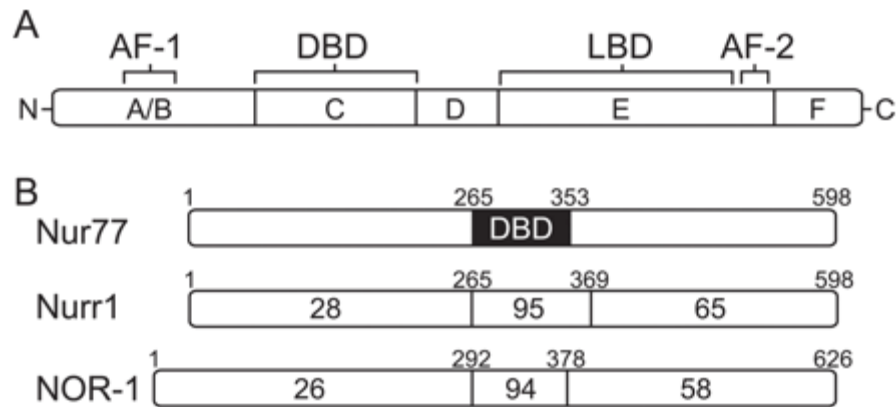 A
AF-1 DBD LBD AF-2
N A/B C D E F C
B
1 265 353 598
Nur77 DBD
1 265 369 598
Nurr1 28 95 65
1 292 378 626
NOR-1 26 94 58